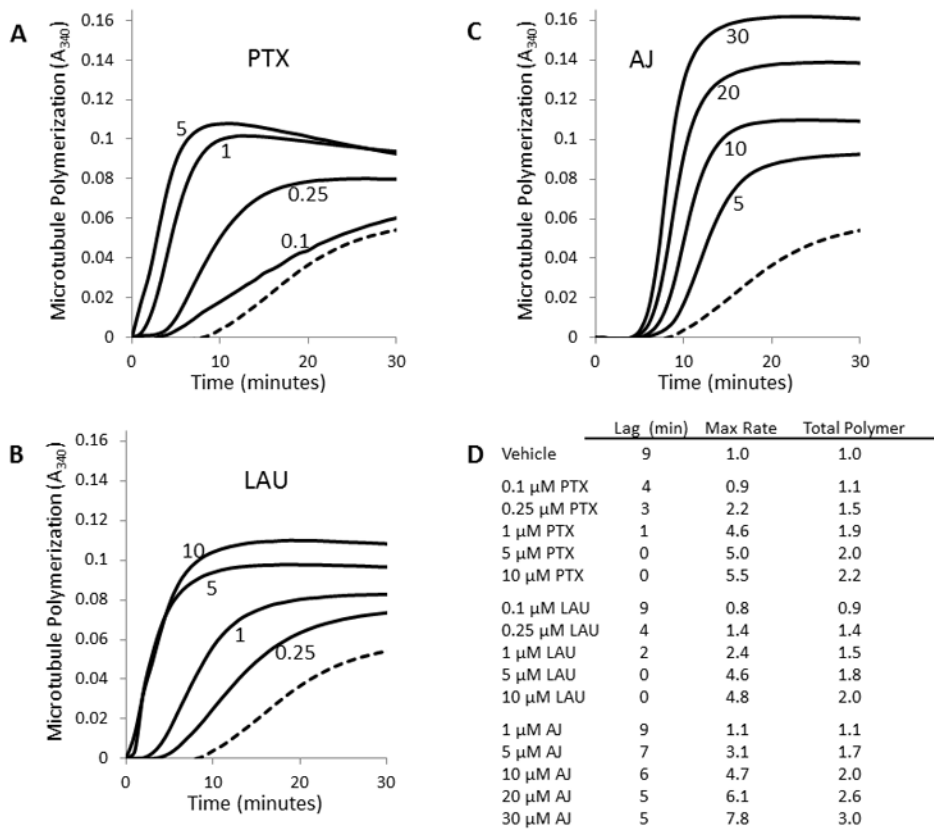 A
Microtubule Polymerization (A340)
0.16
0.14
0.12
0.1
0.08
0.06
0.04
0.02
0
PTX
5
1
0.25
0.1
0 10 20 30
Time (minutes)
C
Microtubule Polymerization (A340)
0.16
0.14
0.12
0.1
0.08
0.06
0.04
0.02
0
AJ
30
20
10
5
0 10 20 30
Time (minutes)
B
Microtubule Polymerization (A340)
0.16
0.14
0.12
0.1
0.08
0.06
0.04
0.02
0
LAU
10
5
1
0.25
0 10 20 30
Time (minutes)
D
Lag (min) Max Rate Total Polymer
Vehicle 9 1.0 1.0
0.1 μM PTX 4 0.9 1.1
0.25 μM PTX 3 2.2 1.5
1 μM PTX 1 4.6 1.9
5 μM PTX 0 5.0 2.0
10 μM PTX 0 5.5 2.2
0.1 μM LAU 9 0.8 0.9
0.25 μM LAU 4 1.4 1.4
1 μM LAU 2 2.4 1.5
5 μM LAU 0 4.6 1.8
10 μM LAU 0 4.8 2.0
1 μM AJ 9 1.1 1.1
5 μM AJ 7 3.1 1.7
10 μM AJ 6 4.7 2.0
20 μM AJ 5 6.1 2.6
30 μM AJ 5 7.8 3.0